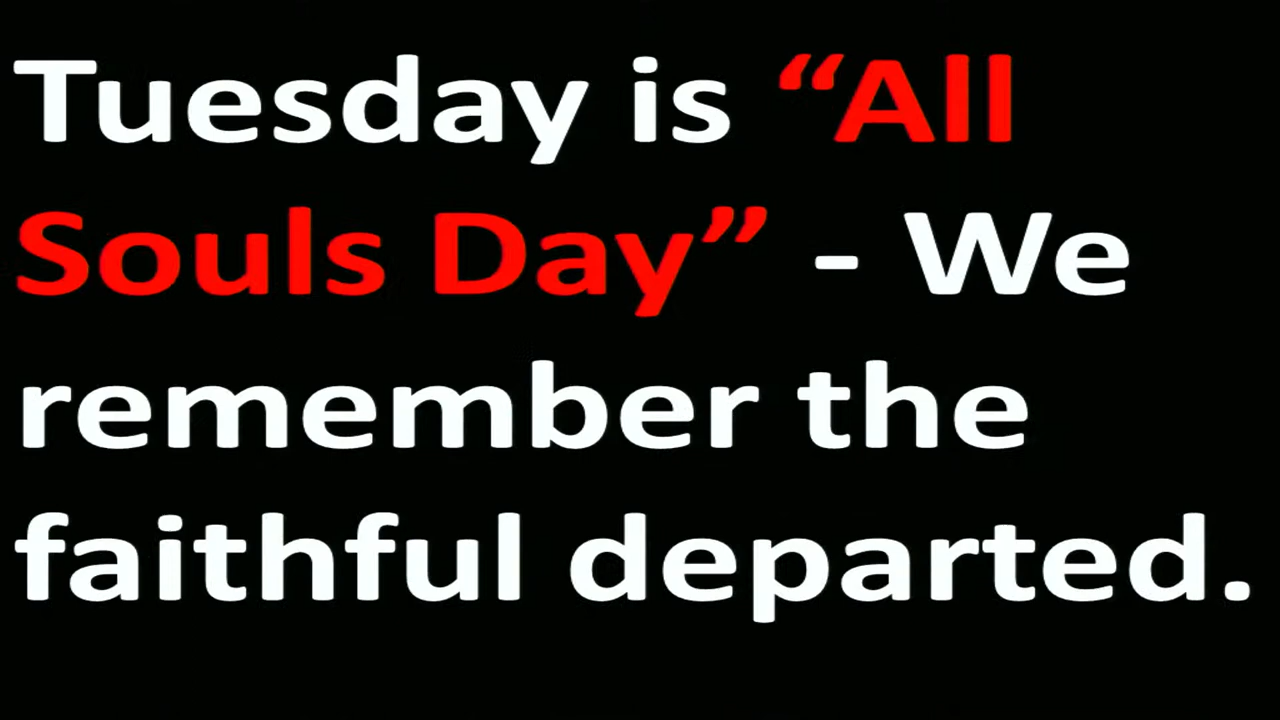 Tuesday is “All
Souls Day” - We
remember the
faithful departed.